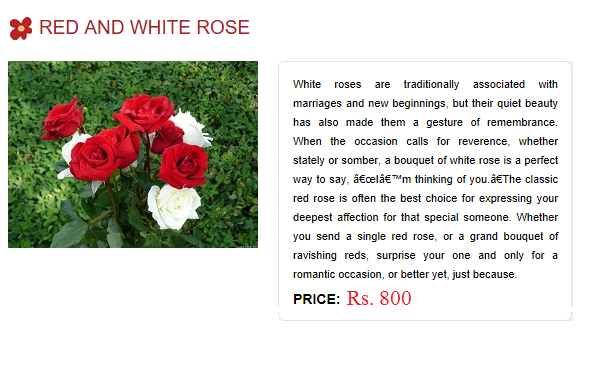 RED AND WHITE ROSE
White roses are traditionally associated with
marriages and new beginnings, but their quiet beauty
has also made them a gesture of remembrance.
When the occasion calls for reverence, whether
stately or somber, a bouquet of white rose is a perfect
way to say, â€œIâ€™m thinking of you.â€The classic
red rose is often the best choice for expressing your
deepest affection for that special someone. Whether
you send a single red rose, or a grand bouquet of
ravishing reds, surprise your one and only for a
romantic occasion, or better yet, just because.
PRICE: Rs. 800